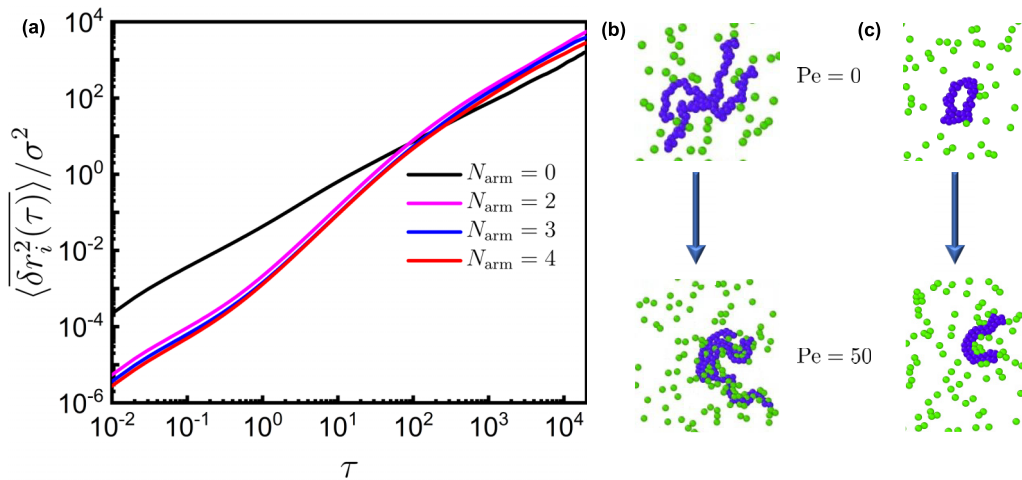 (a)
10^4
10^2
10^0
10^-2
10^-4
10^-6
⟨\overline{δr_i^2(τ)}⟩/σ^2
N_arm = 0
N_arm = 2
N_arm = 3
N_arm = 4
10^-2 10^-1 10^0 10^1 10^2 10^3 10^4
τ
(b)
(c)
Pe = 0
Pe = 50